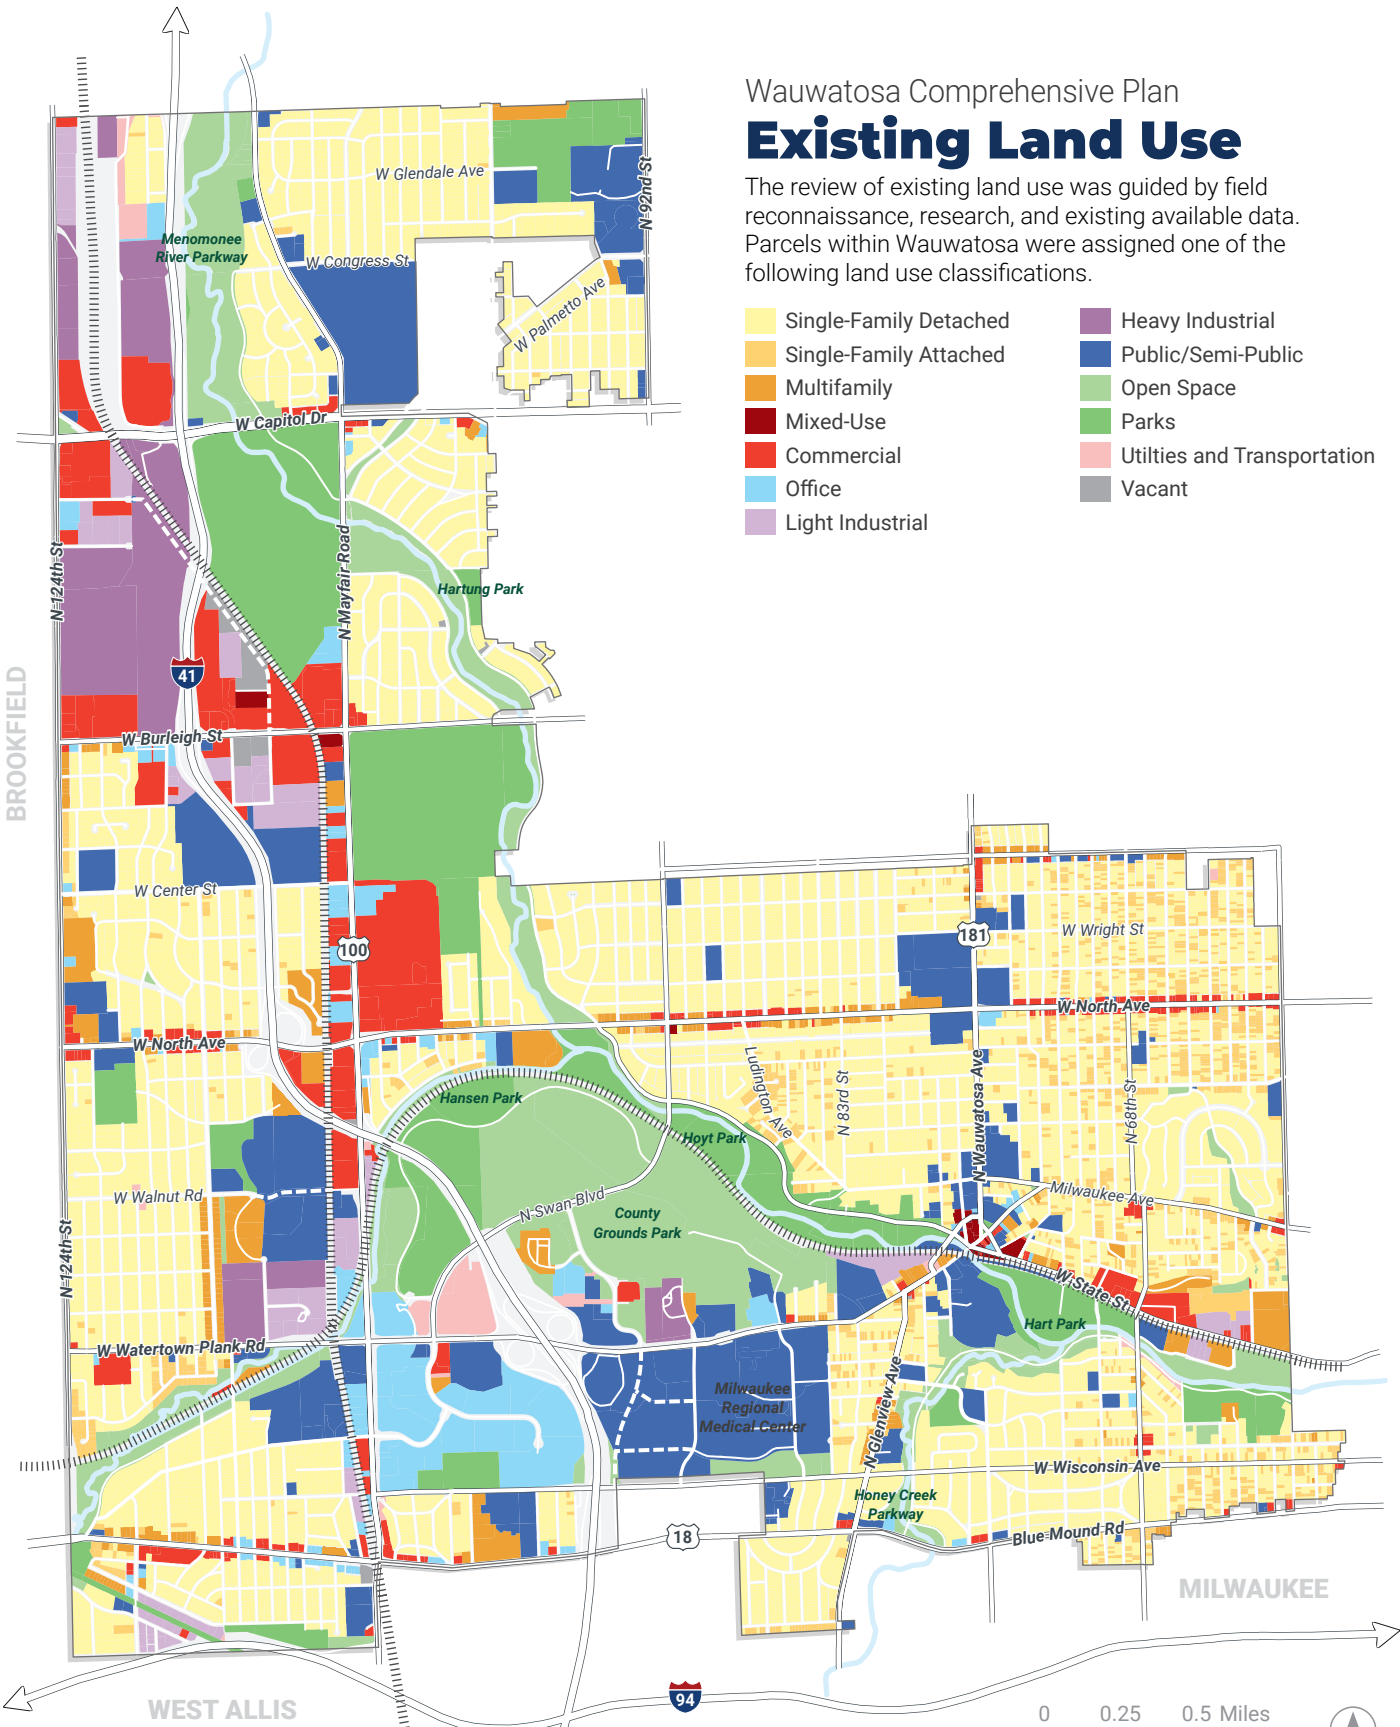 Wauwatosa Comprehensive Plan
Existing Land Use
The review of existing land use was guided by field
reconnaissance, research, and existing available data.
Parcels within Wauwatosa were assigned one of the
following land use classifications.
Single-Family Detached
Single-Family Attached
Multifamily
Mixed-Use
Commercial
Office
Light Industrial
Heavy Industrial
Public/Semi-Public
Open Space
Parks
Utilties and Transportation
Vacant
W Glendale Ave
N 92nd St
Menomonee
River Parkway
W Congress St
W Palmetto Ave
W Capitol Dr
N 124th St
N Mayfair Road
Hartung Park
41
BROOKFIELD
W Burleigh St
W Center St
100
181
W Wright St
W North Ave
W North Ave
Hansen Park
Ludington Ave
N 83rd St
N Wauwatosa Ave
N 68th St
Hoyt Park
W Walnut Rd
N Swan Blvd
County
Grounds Park
Milwaukee Ave
N 124th St
W State St
Hart Park
W Watertown Plank Rd
Milwaukee
Regional
Medical Center
N Glenview Ave
W Wisconsin Ave
Honey Creek
Parkway
18
Blue Mound Rd
MILWAUKEE
WEST ALLIS
94
0 0.25 0.5 Miles